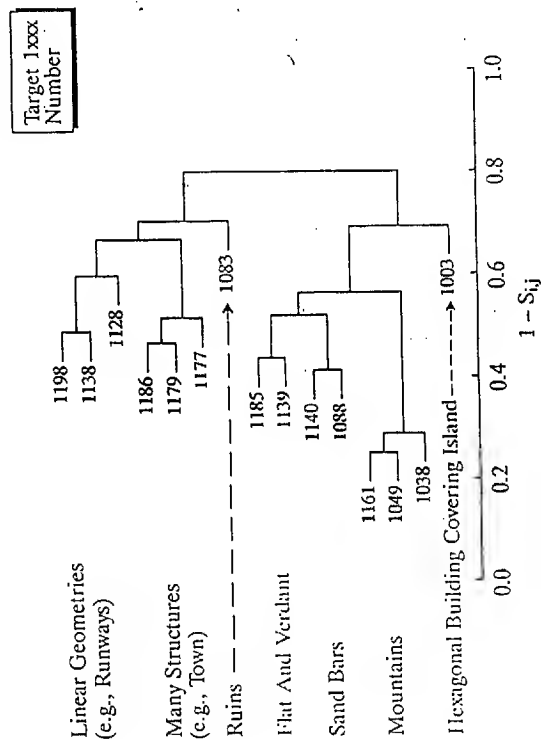 Target 1xxx
Number
Linear Geometries
(e.g., Runways)
1198
1138
1128
Many Structures
(e.g., Town)
1186
1179
1177
Ruins
1083
Flat And Verdant
1185
1139
Sand Bars
1140
1088
Mountains
1161
1049
1038
Hexagonal Building Covering Island
1003
0.0
0.2
0.4
0.6
0.8
1.0
1 – Si,j